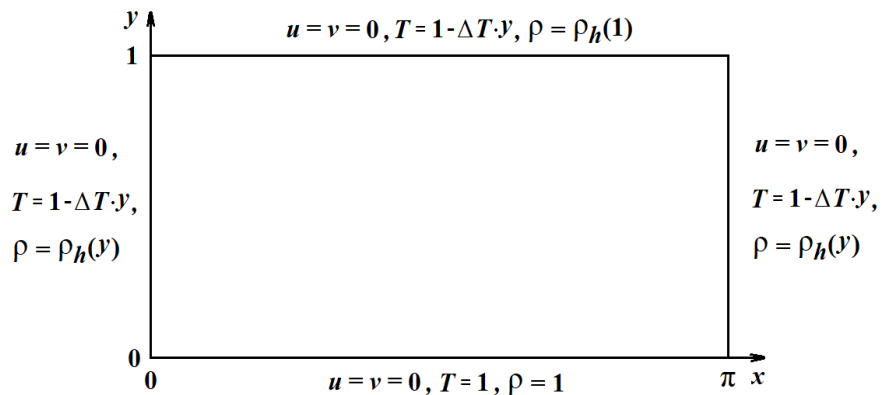 y
u = v = 0 , T = 1 - ΔT·y, ρ = ρh(1)
1
u = v = 0 ,
T = 1 - ΔT·y,
ρ = ρh(y)
u = v = 0 ,
T = 1 - ΔT·y,
ρ = ρh(y)
0
0
u = v = 0 , T = 1 , ρ = 1
π x